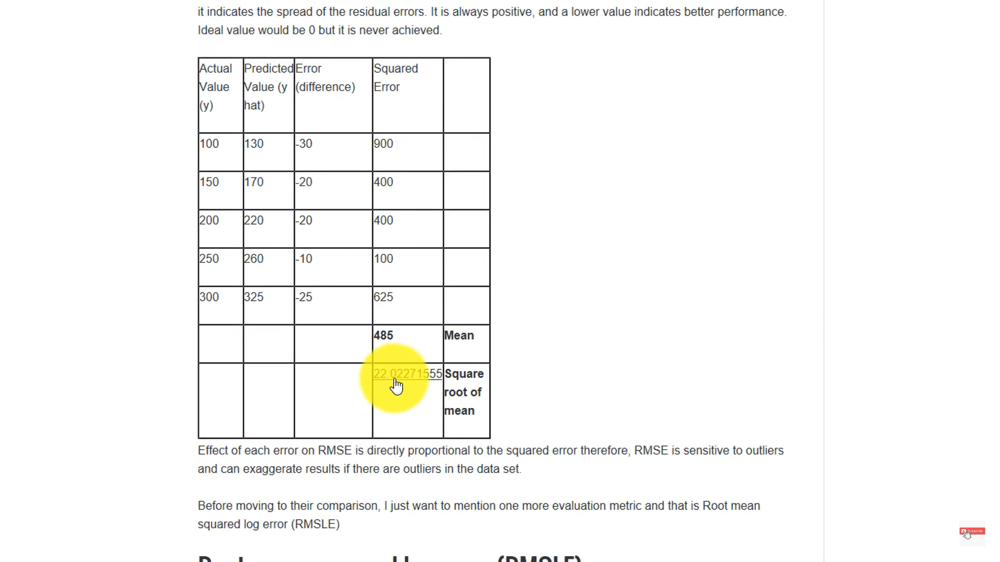 it indicates the spread of the residual errors. It is always positive, and a lower value indicates better performance.
Ideal value would be 0 but it is never achieved.
Actual Value (y) Predicted Value (y hat) Error (difference) Squared Error
100 130 -30 900
150 170 -20 400
200 220 -20 400
250 260 -10 100
300 325 -25 625
485 Mean
22.02271555 Square root of mean
Effect of each error on RMSE is directly proportional to the squared error therefore, RMSE is sensitive to outliers
and can exaggerate results if there are outliers in the data set.
Before moving to their comparison, I just want to mention one more evaluation metric and that is Root mean
squared log error (RMSLE)
Subscribe